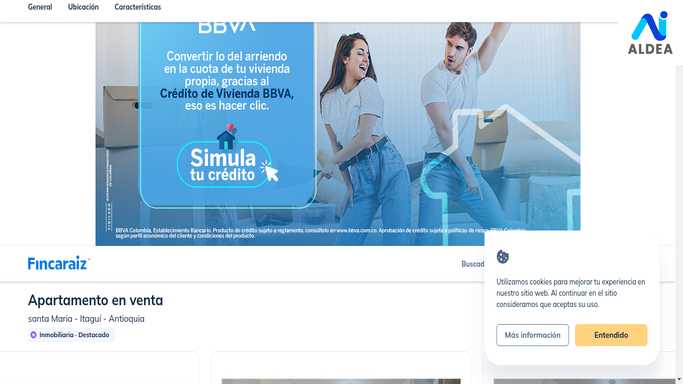 General Ubicación Características
ALDEA
BBVA
Convertir lo del arriendo
en la cuota de tu vivienda
propia, gracias al
Crédito de Vivienda BBVA,
eso es hacer clic.
Simula
tu crédito
BBVA Colombia, Establecimiento Bancario. Producto de crédito sujeto a reglamento, consúltelo en www.bbva.com.co. Aprobación de crédito sujeta a políticas de riesgo BBVA Colombia
según perfil económico del cliente y condiciones del producto.
Fincaraiz
Buscad
Apartamento en venta
santa Maria - Itaguí - Antioquia
Inmobiliaria - Destacado
Utilizamos cookies para mejorar tu experiencia en
nuestro sitio web. Al continuar en el sitio
consideramos que aceptas su uso.
Más información Entendido